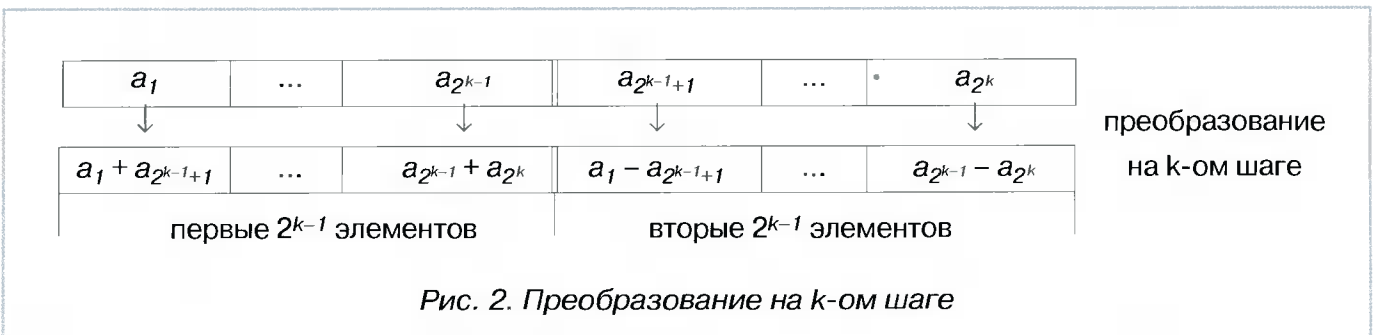 a₁ ... a₂ᵏ⁻¹ a₂ᵏ⁻¹₊₁ ... a₂ᵏ
преобразование
на k-ом шаге
a₁ + a₂ᵏ⁻¹₊₁ ... a₂ᵏ⁻¹ + a₂ᵏ a₁ – a₂ᵏ⁻¹₊₁ ... a₂ᵏ⁻¹ – a₂ᵏ
первые 2ᵏ⁻¹ элементов вторые 2ᵏ⁻¹ элементов
Рис. 2. Преобразование на k-ом шаге